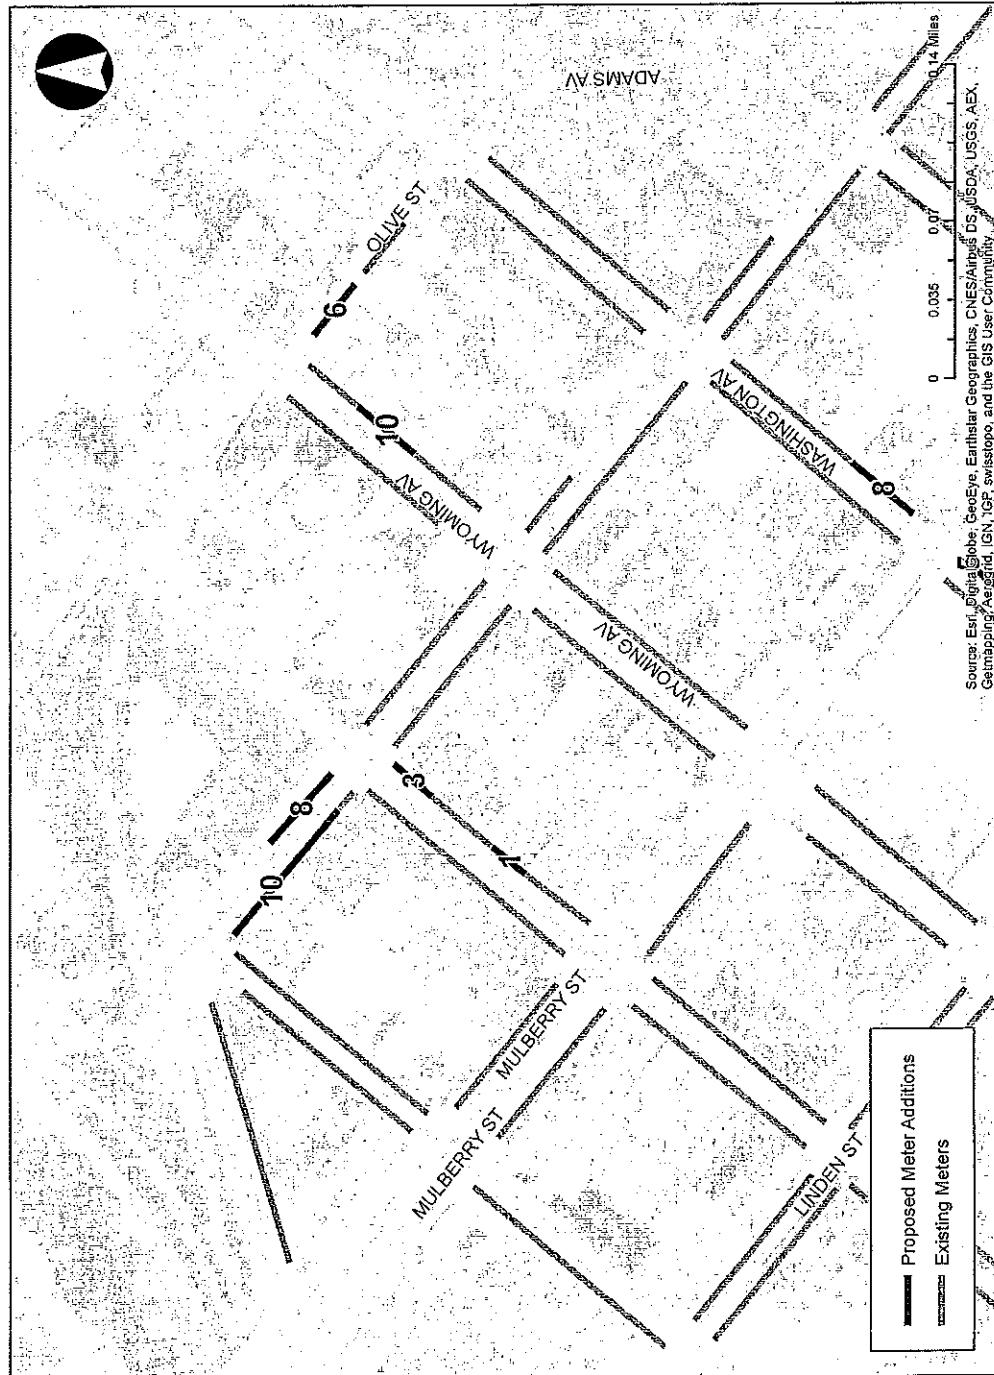 10
8
6
10
OLIVE ST
3
WYOMING AV
MULBERRY ST
7
MULBERRY ST
ADAMS AV
WYOMING AV
WASHINGTON AV
LINDEN ST
8
Proposed Meter Additions
Existing Meters
0 0.035 0.07 0.14 Miles
Source: Esri, DigitalGlobe, GeoEye, Earthstar Geographics, CNES/Airbus DS, USDA, USGS, AEX,
Getmapping, Aerogrid, IGN, IGP, swisstopo, and the GIS User Community